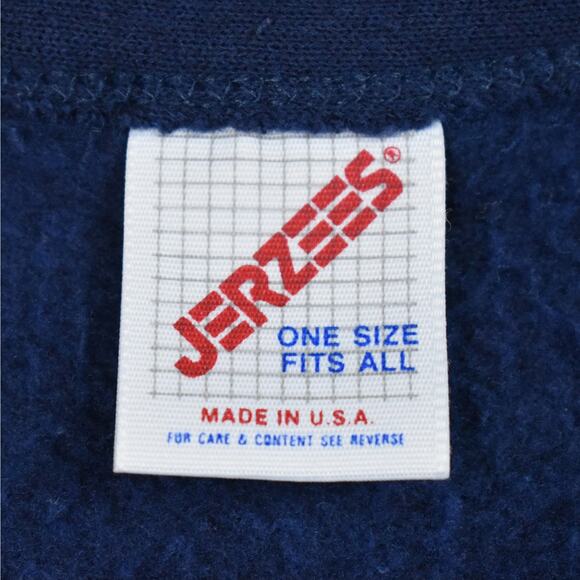 JERZEES®
ONE SIZE
FITS ALL
MADE IN U.S.A.
FOR CARE & CONTENT SEE REVERSE